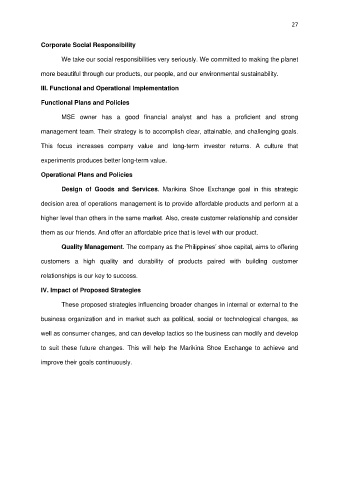 27
Corporate Social Responsibility
We take our social responsibilities very seriously. We committed to making the planet
more beautiful through our products, our people, and our environmental sustainability.
III. Functional and Operational Implementation
Functional Plans and Policies
MSE owner has a good financial analyst and has a proficient and strong
management team. Their strategy is to accomplish clear, attainable, and challenging goals.
This focus increases company value and long-term investor returns. A culture that
experiments produces better long-term value.
Operational Plans and Policies
Design of Goods and Services. Marikina Shoe Exchange goal in this strategic
decision area of operations management is to provide affordable products and perform at a
higher level than others in the same market. Also, create customer relationship and consider
them as our friends. And offer an affordable price that is level with our product.
Quality Management. The company as the Philippines' shoe capital, aims to offering
customers a high quality and durability of products paired with building customer
relationships is our key to success.
IV. Impact of Proposed Strategies
These proposed strategies influencing broader changes in internal or external to the
business organization and in market such as political, social or technological changes, as
well as consumer changes, and can develop tactics so the business can modify and develop
to suit these future changes. This will help the Marikina Shoe Exchange to achieve and
improve their goals continuously.